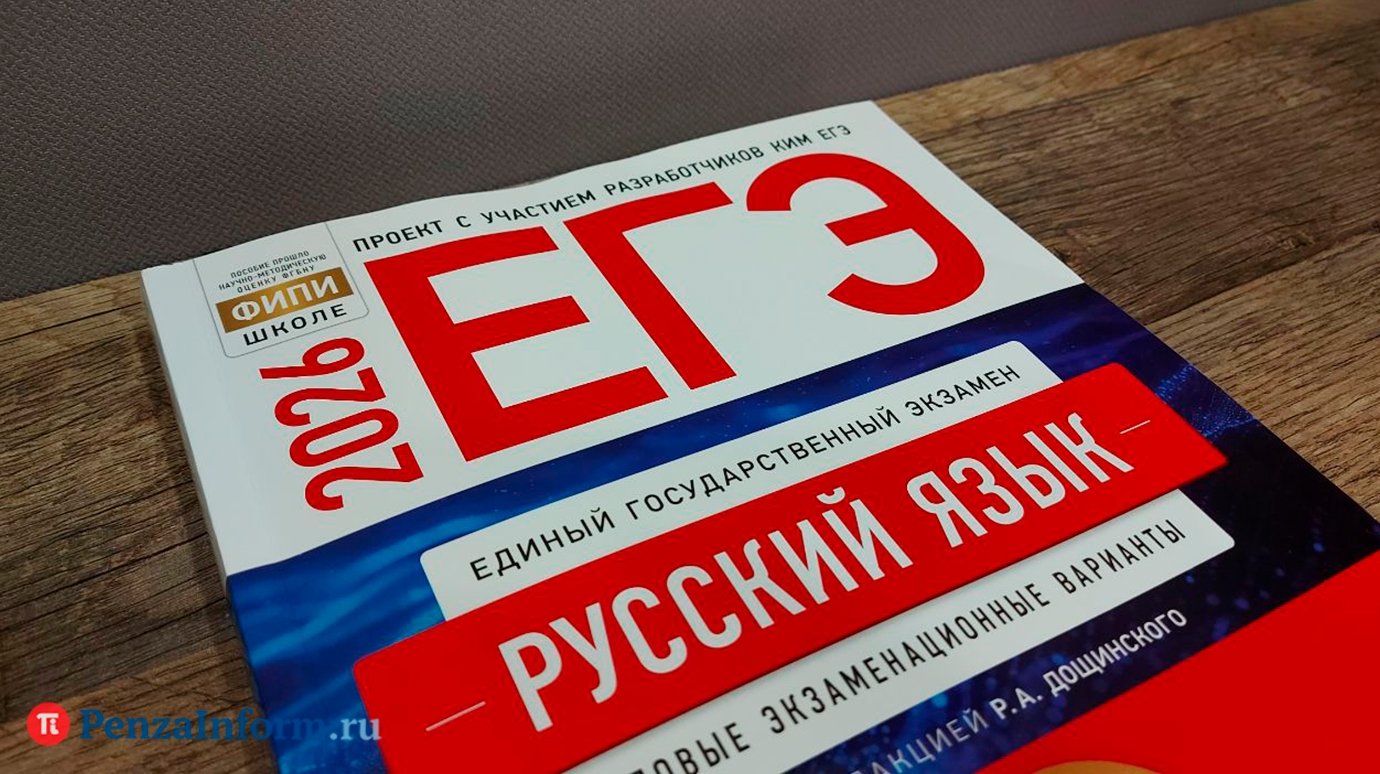 ПРОЕКТ С УЧАСТИЕМ РАЗРАБОТЧИКОВ КИМ ЕГЭ
ПОСОБИЕ ПРОШЛО
НАУЧНО-МЕТОДИЧЕСКУЮ
ОЦЕНКУ ФГБНУ
ФИПИ
ШКОЛЕ
2026
ЕГЭ
ЕДИНЫЙ ГОСУДАРСТВЕННЫЙ ЭКЗАМЕН
РУССКИЙ ЯЗЫК
ЭКЗАМЕНАЦИОННЫЕ ВАРИАНТЫ
Р.А. ДОЩИНСКОГО
PenzaInform.ru